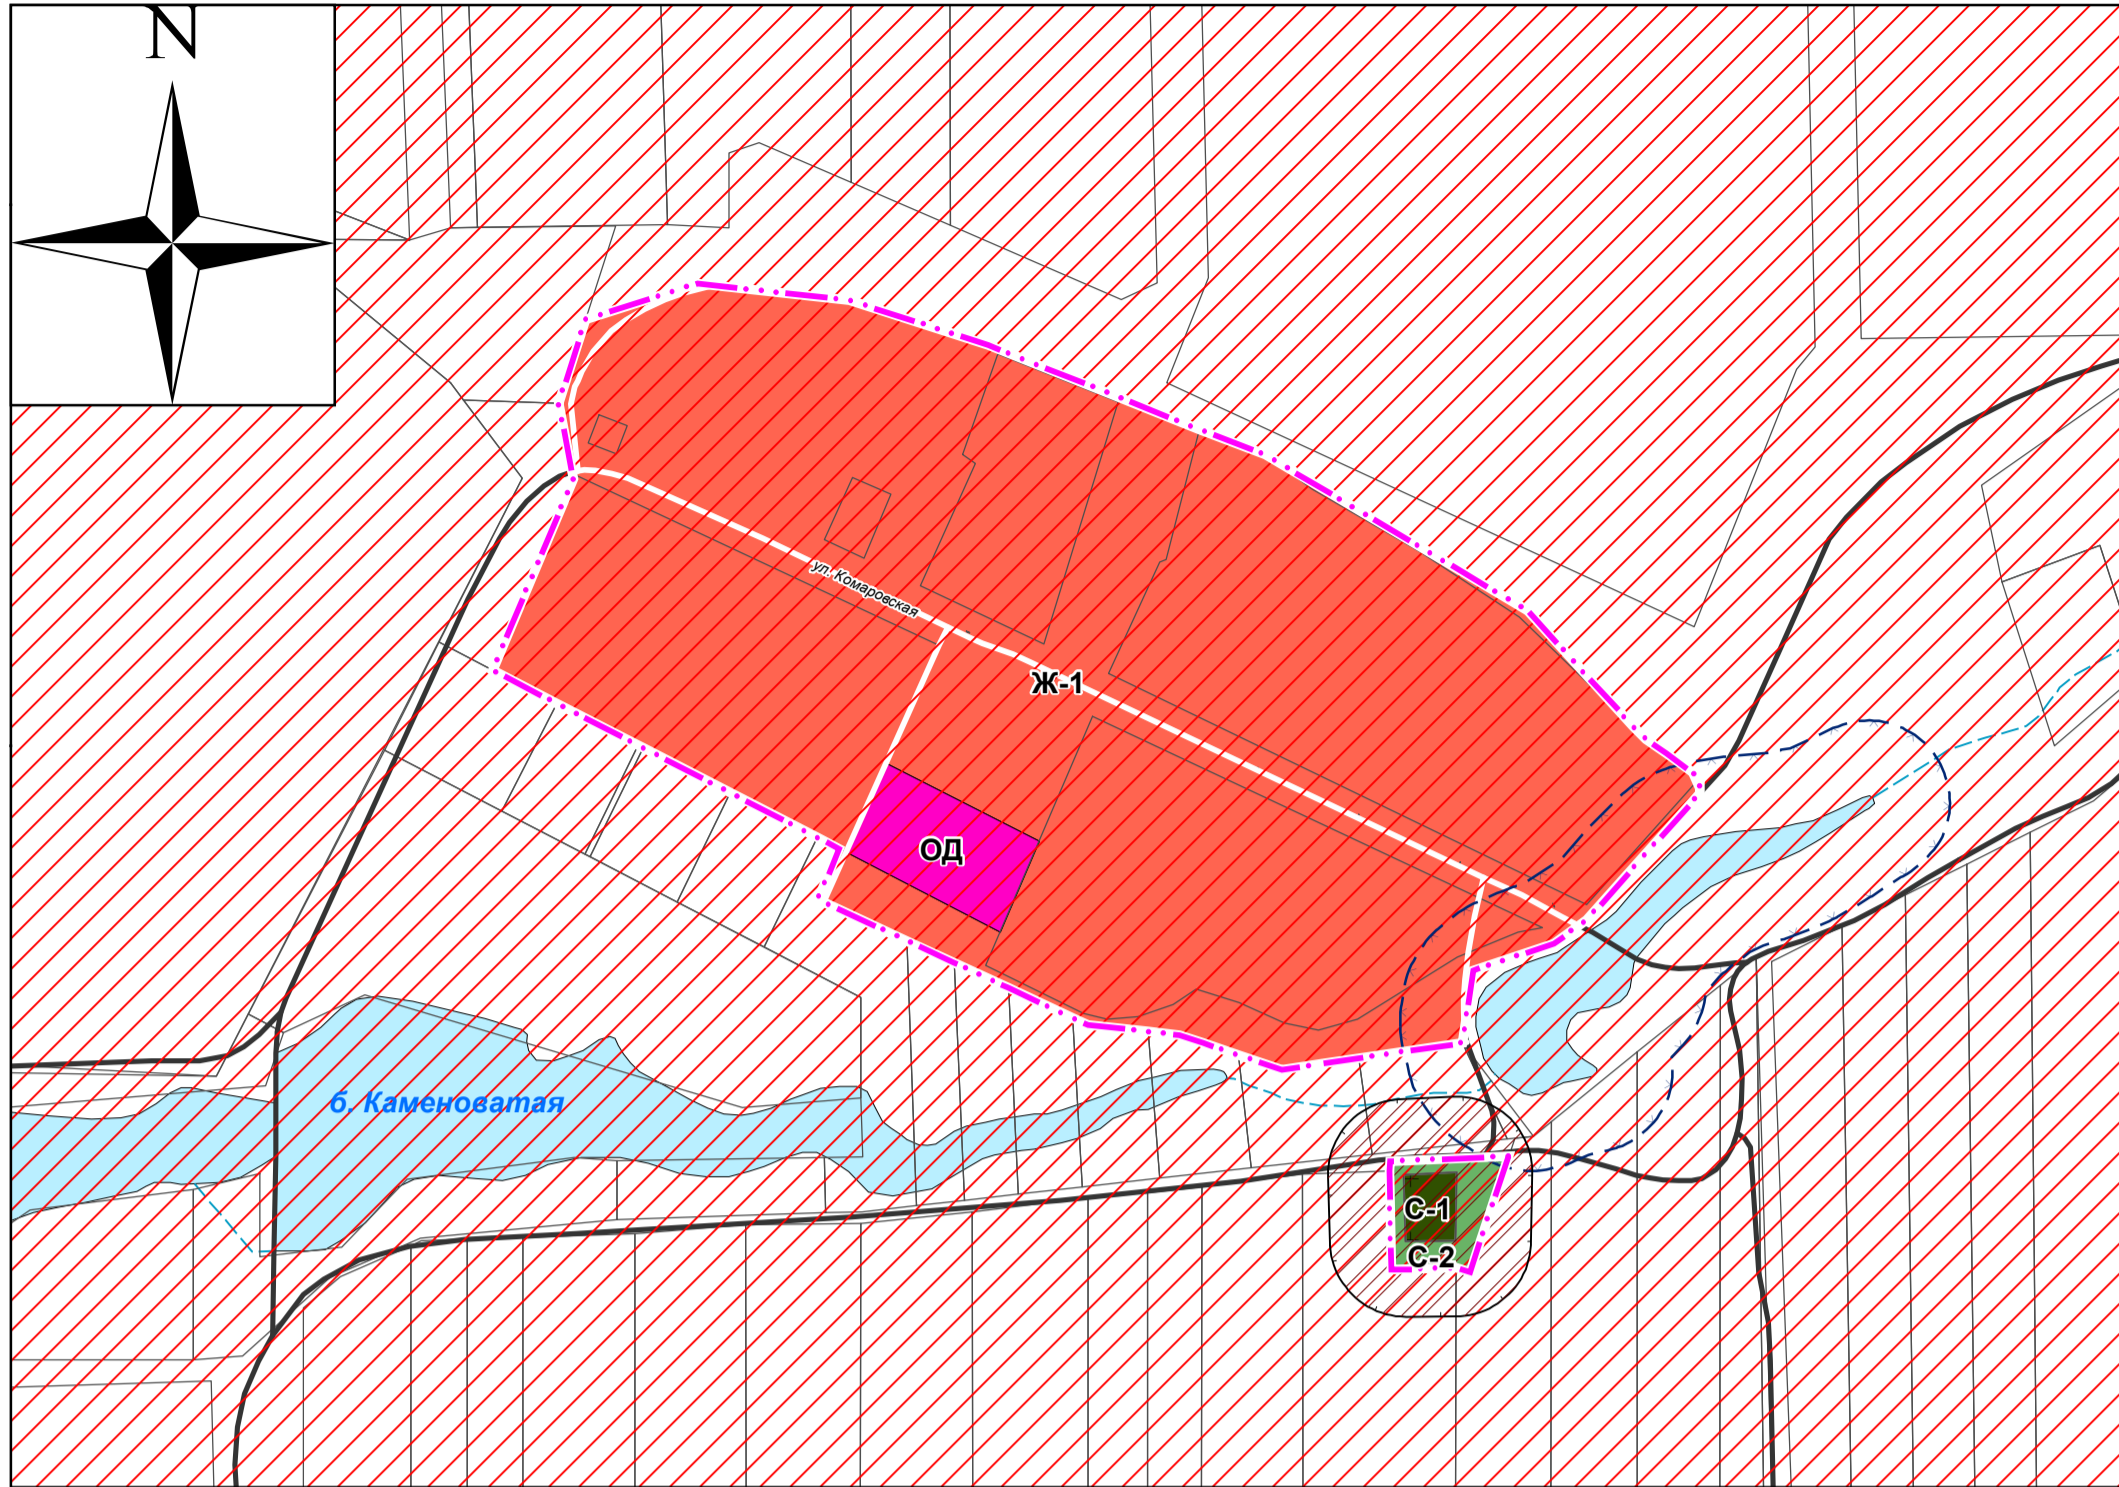 N
ул. Комаровская
Ж-1
ОД
б. Каменоватая
С-1
С-2